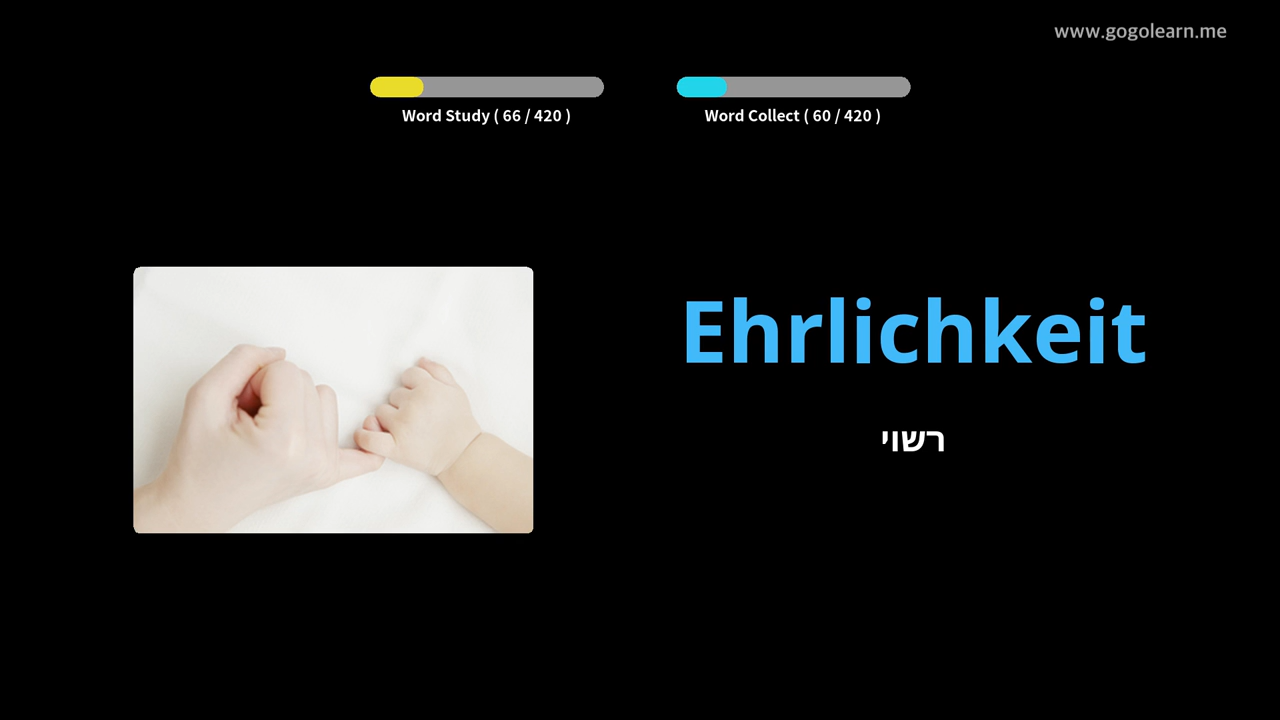 www.gogolearn.me
Word Study ( 66 / 420 )
Word Collect ( 60 / 420 )
Ehrlichkeit
רשוי